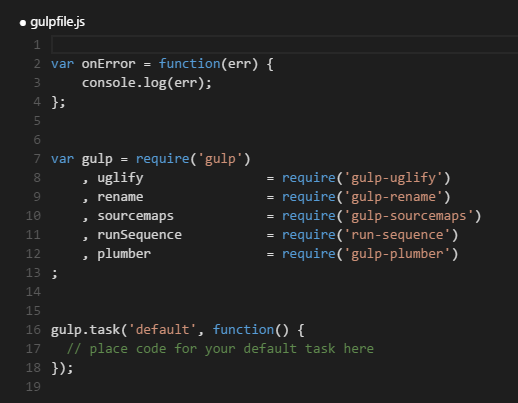 ● gulpfile.js
1
2 var onError = function(err) {
3     console.log(err);
4 };
5
6
7 var gulp = require('gulp')
8     , uglify               = require('gulp-uglify')
9     , rename               = require('gulp-rename')
10     , sourcemaps           = require('gulp-sourcemaps')
11     , runSequence          = require('run-sequence')
12     , plumber              = require('gulp-plumber')
13 ;
14
15
16 gulp.task('default', function() {
17   // place code for your default task here
18 });
19